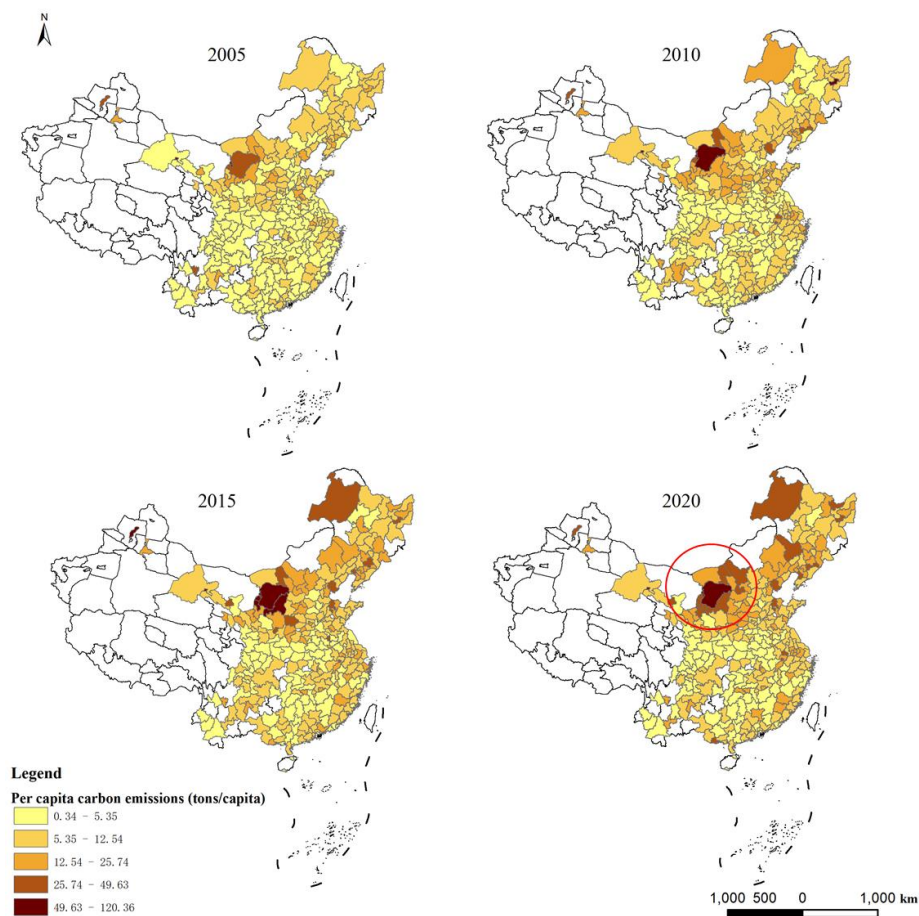 N
2005
2010
2015
2020
Legend
Per capita carbon emissions (tons/capita)
0.34 - 5.35
5.35 - 12.54
12.54 - 25.74
25.74 - 49.63
49.63 - 120.36
1,000 500 0 1,000 km